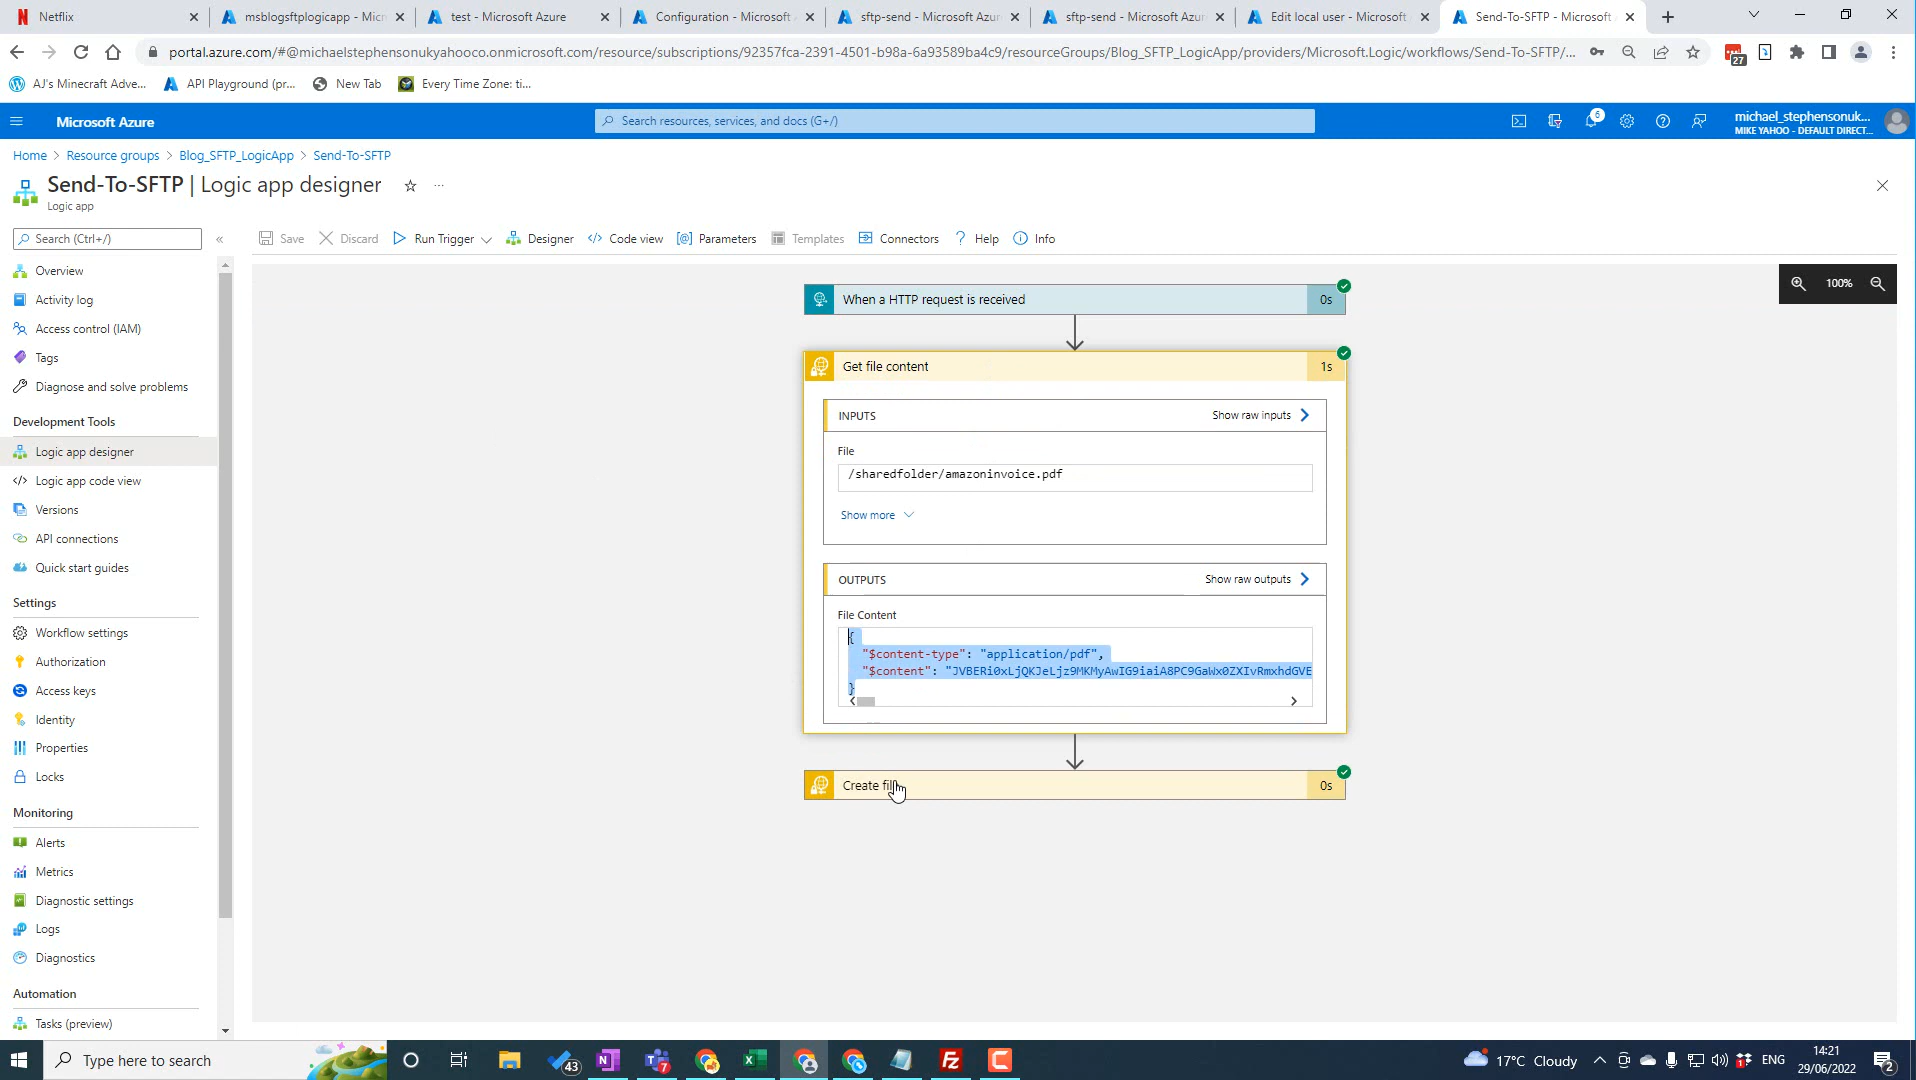 Netflix
msblogsftplogicapp - Micr
test - Microsoft Azure
Configuration - Microsoft A
sftp-send - Microsoft Azure
sftp-send - Microsoft Azure
Edit local user - Microsoft
Send-To-SFTP - Microsoft
portal.azure.com/#@michaelstephensonukyahooco.onmicrosoft.com/resource/subscriptions/92357fca-2391-4501-b98a-6a93589ba4c9/resourceGroups/Blog_SFTP_LogicApp/providers/Microsoft.Logic/workflows/Send-To-SFTP/...
27
AJ's Minecraft Adve...
API Playground (pr...
New Tab
Every Time Zone: ti...
Microsoft Azure
Search resources, services, and docs (G+/)
6
michael_stephensonuk...
MIKE YAHOO - DEFAULT DIRECT...
Home > Resource groups > Blog_SFTP_LogicApp > Send-To-SFTP
Send-To-SFTP | Logic app designer
Logic app
Search (Ctrl+/)
Save
Discard
Run Trigger
Designer
Code view
Parameters
Templates
Connectors
Help
Info
Overview
Activity log
Access control (IAM)
Tags
Diagnose and solve problems
Development Tools
Logic app designer
Logic app code view
Versions
API connections
Quick start guides
Settings
Workflow settings
Authorization
Access keys
Identity
Properties
Locks
Monitoring
Alerts
Metrics
Diagnostic settings
Logs
Diagnostics
Automation
Tasks (preview)
100%
When a HTTP request is received
0s
Get file content
1s
INPUTS
Show raw inputs
File
/sharedfolder/amazoninvoice.pdf
Show more
OUTPUTS
Show raw outputs
File Content
{
"$content-type": "application/pdf",
"$content": "JVBERi0xLjQKJeLjz9MKMyAwIG9iaiA8PC9GaWx0ZXIvRmxhdGVE
}
Create file
0s
Type here to search
43
7
17°C Cloudy
ENG
14:21
29/06/2022
2